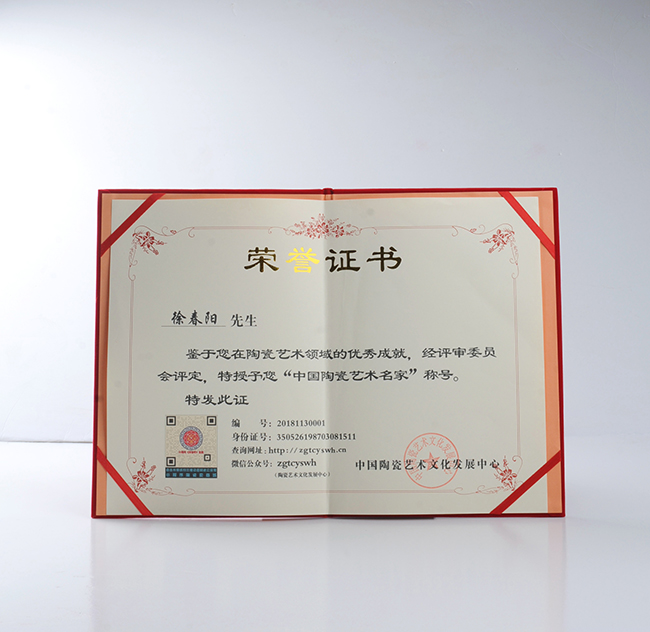 荣誉证书
徐春阳 先生
鉴于您在陶瓷艺术领域的优秀成就，经评审委员
会评定，特授予您“中国陶瓷艺术名家”称号。
特发此证
编 号：20181130001
身份证号：350526198703081511
查询网址：http://zgtcyswh.cn
微信公众号：zgtcyswh
（陶瓷艺术文化发展中心）
中国陶瓷艺术文化发展中心